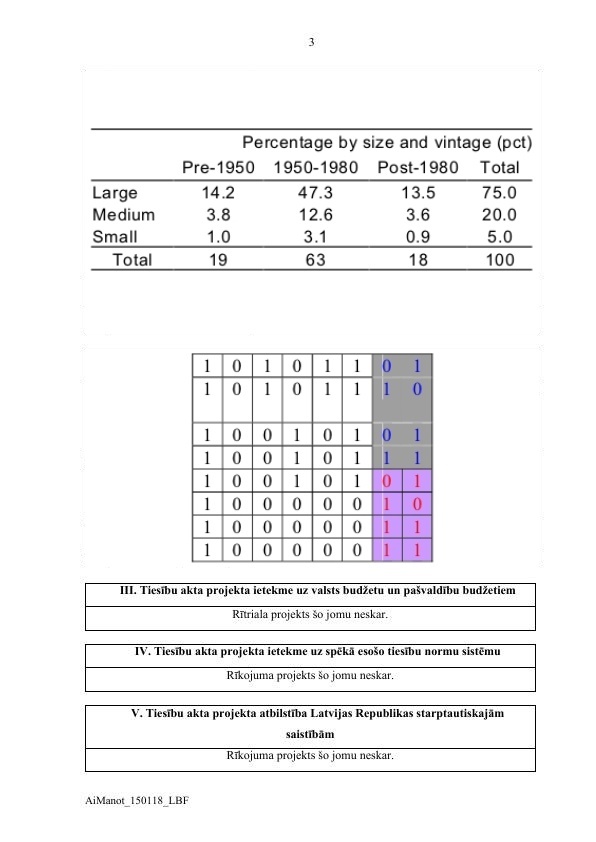 3
Percentage by size and vintage (pct)
Pre-1950 1950-1980 Post-1980 Total
Large 14.2 47.3 13.5 75.0
Medium 3.8 12.6 3.6 20.0
Small 1.0 3.1 0.9 5.0
Total 19 63 18 100
1 0 1 0 1 1 0 1
1 0 1 0 1 1 1 0
1 0 0 1 0 1 0 1
1 0 0 1 0 1 1 1
1 0 0 1 0 1 0 1
1 0 0 0 0 0 1 0
1 0 0 0 0 0 1 1
1 0 0 0 0 0 1 1
III. Tiesību akta projekta ietekme uz valsts budžetu un pašvaldību budžetiem
Rītriala projekts šo jomu neskar.
IV. Tiesību akta projekta ietekme uz spēkā esošo tiesību normu sistēmu
Rīkojuma projekts šo jomu neskar.
V. Tiesību akta projekta atbilstība Latvijas Republikas starptautiskajām
saistībām
Rīkojuma projekts šo jomu neskar.
AiManot_150118_LBF